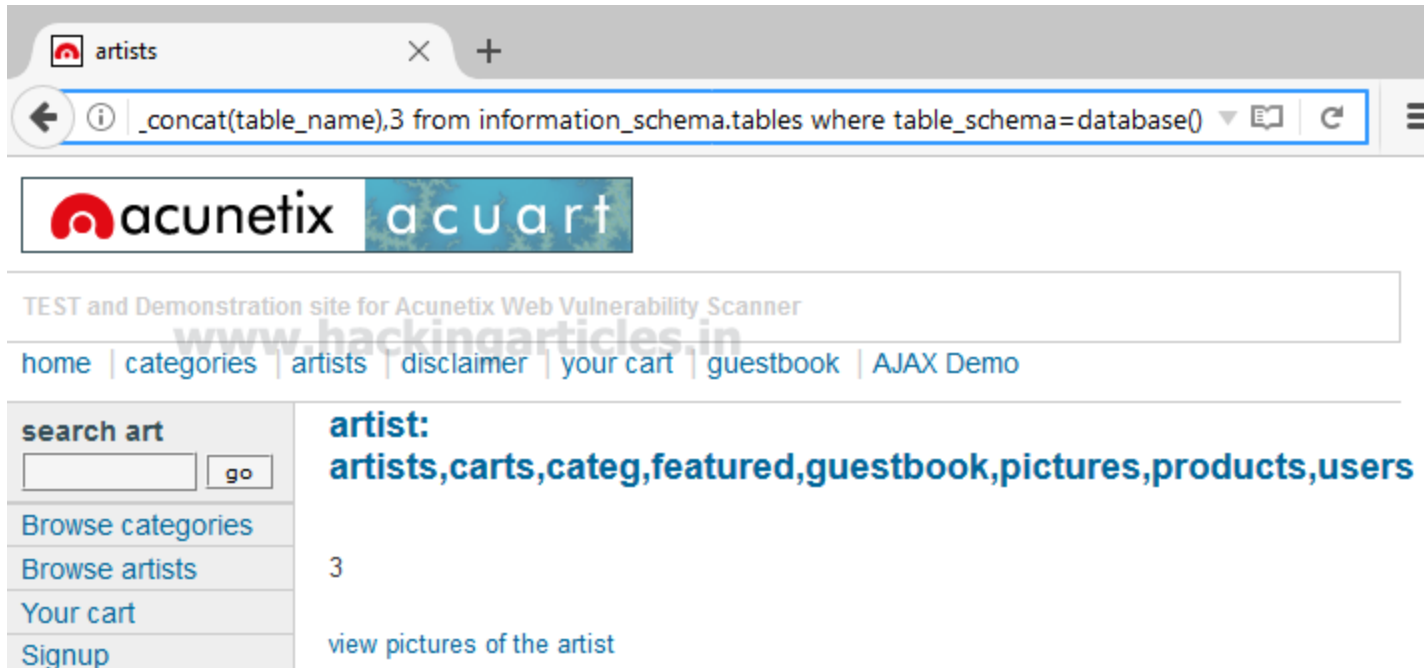 artists
_concat(table_name),3 from information_schema.tables where table_schema=database()
acunetix acuart
TEST and Demonstration site for Acunetix Web Vulnerability Scanner
www.hackingarticles.in
home | categories | artists | disclaimer | your cart | guestbook | AJAX Demo
search art
go
Browse categories
Browse artists
Your cart
Signup
artist:
artists,carts,categ,featured,guestbook,pictures,products,users
3
view pictures of the artist